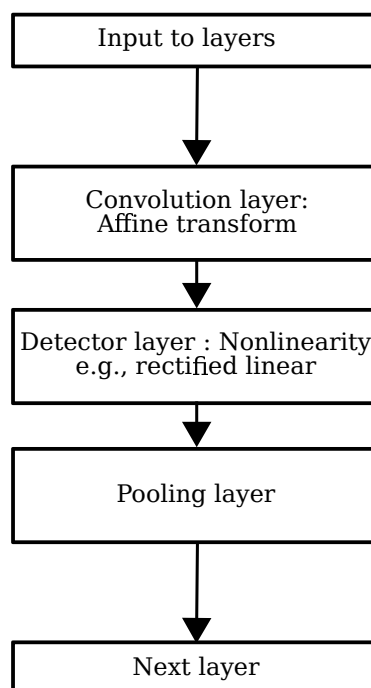 Input to layers
Convolution layer:
Affine transform
Detector layer : Nonlinearity
e.g., rectified linear
Pooling layer
Next layer